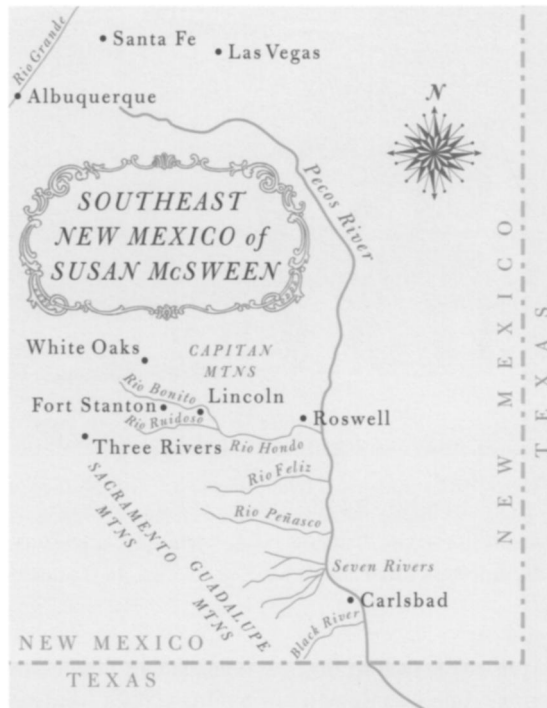 Santa Fe
Las Vegas
Rio Grande
Albuquerque
N
Pecos River
SOUTHEAST
NEW MEXICO of
SUSAN McSWEEN
NEW MEXICO
TEXAS
White Oaks
CAPITAN
MTNS
Rio Bonito
Lincoln
Fort Stanton
Rio Ruidoso
Roswell
Three Rivers
Rio Hondo
SACRAMENTO
MTNS
Rio Feliz
Rio Peñasco
GUADALUPE
MTNS
Seven Rivers
Carlsbad
Black River
NEW MEXICO
TEXAS